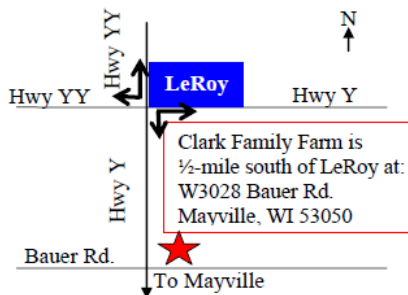 N
Hwy YY
LeRoy
Hwy YY
Hwy Y
Clark Family Farm is
½-mile south of LeRoy at:
W3028 Bauer Rd.
Mayville, WI 53050
Hwy Y
Bauer Rd.
To Mayville